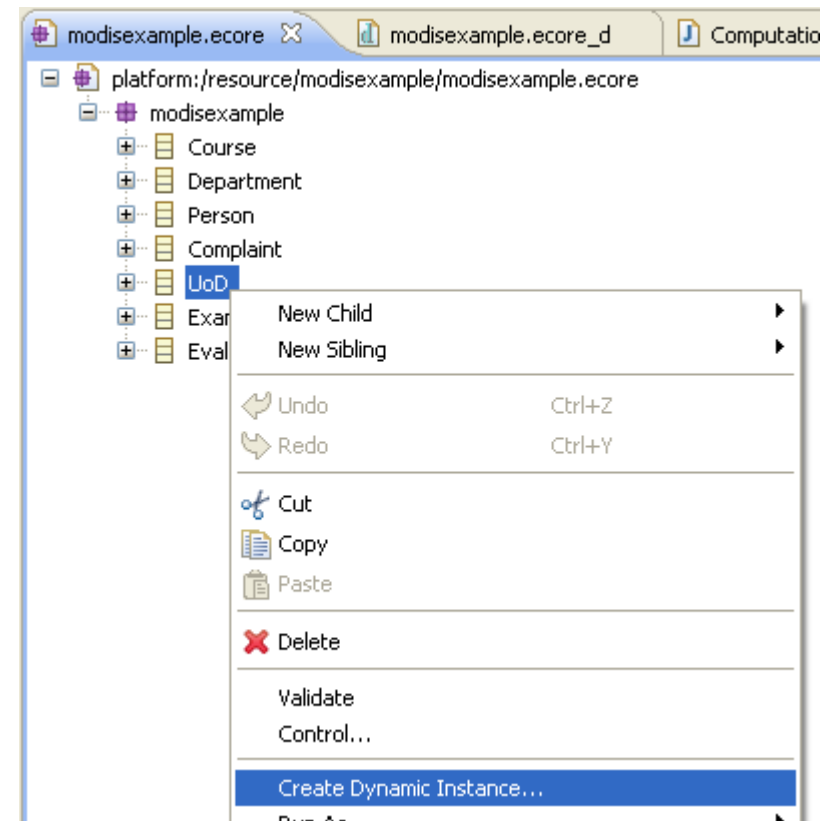 modisexample.ecore
modisexample.ecore_d
Computatio
platform:/resource/modisexample/modisexample.ecore
modisexample
Course
Department
Person
Complaint
UoD
Exar
Eval
New Child
New Sibling
Undo Ctrl+Z
Redo Ctrl+Y
Cut
Copy
Paste
Delete
Validate
Control...
Create Dynamic Instance...